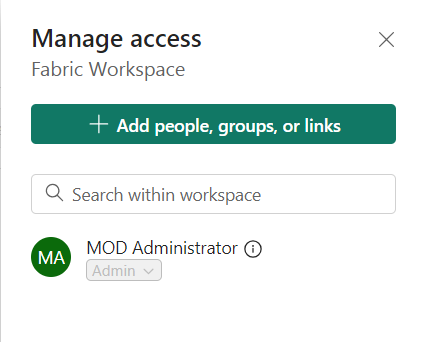 Manage access
Fabric Workspace
Add people, groups, or links
Search within workspace
MA
MOD Administrator
Admin